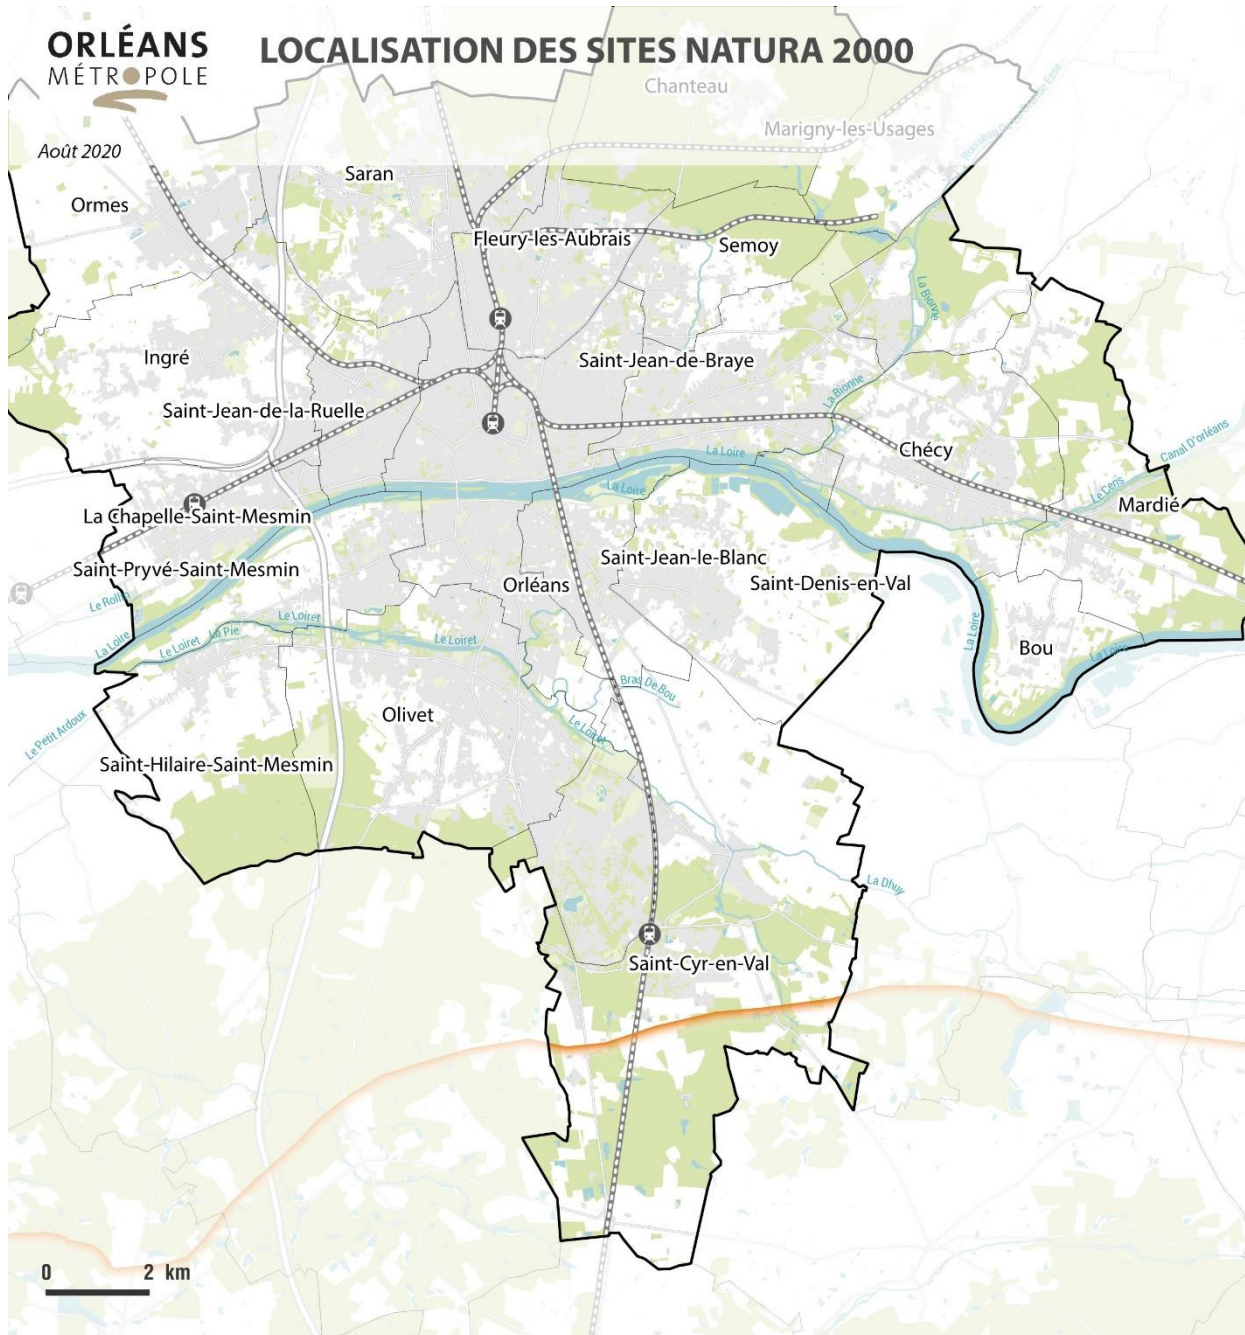 ORLÉANS
MÉTROPOLE
LOCALISATION DES SITES NATURA 2000
Août 2020
Chanteau
Marigny-les-Usages
Saran
Ormes
Fleury-les-Aubrais
Semoy
La Bionne
Ingré
Saint-Jean-de-Braye
La Bionne
Saint-Jean-de-la-Ruelle
Chécy
Canal D'orléans
La Loire
La Loire
Le Cens
Mardié
La Chapelle-Saint-Mesmin
Saint-Pryvé-Saint-Mesmin
Orléans
Saint-Jean-le-Blanc
Saint-Denis-en-Val
Le Rollin
La Loire
Le Loiret
La Pie
Le Loiret
Le Loiret
La Loire
Bou
La Loire
Bras De Bou
Olivet
Le Loiret
Le Petit Ardoux
Saint-Hilaire-Saint-Mesmin
La Dhuy
Saint-Cyr-en-Val
0 2 km